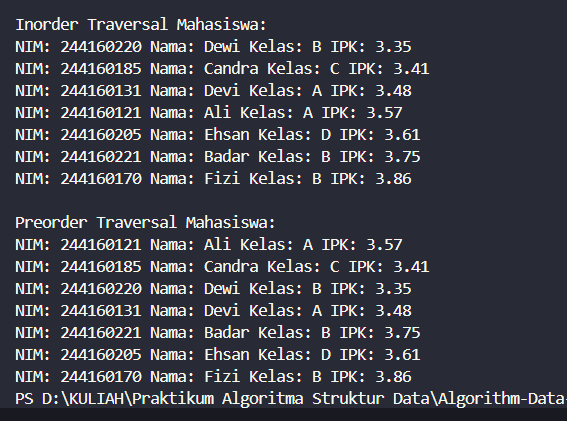 Inorder Traversal Mahasiswa:
NIM: 244160220 Nama: Dewi Kelas: B IPK: 3.35
NIM: 244160185 Nama: Candra Kelas: C IPK: 3.41
NIM: 244160131 Nama: Devi Kelas: A IPK: 3.48
NIM: 244160121 Nama: Ali Kelas: A IPK: 3.57
NIM: 244160205 Nama: Ehsan Kelas: D IPK: 3.61
NIM: 244160221 Nama: Badar Kelas: B IPK: 3.75
NIM: 244160170 Nama: Fizi Kelas: B IPK: 3.86
Preorder Traversal Mahasiswa:
NIM: 244160121 Nama: Ali Kelas: A IPK: 3.57
NIM: 244160185 Nama: Candra Kelas: C IPK: 3.41
NIM: 244160220 Nama: Dewi Kelas: B IPK: 3.35
NIM: 244160131 Nama: Devi Kelas: A IPK: 3.48
NIM: 244160221 Nama: Badar Kelas: B IPK: 3.75
NIM: 244160205 Nama: Ehsan Kelas: D IPK: 3.61
NIM: 244160170 Nama: Fizi Kelas: B IPK: 3.86
PS D:\KULIAH\Praktikum Algoritma Struktur Data\Algorithm-Data-